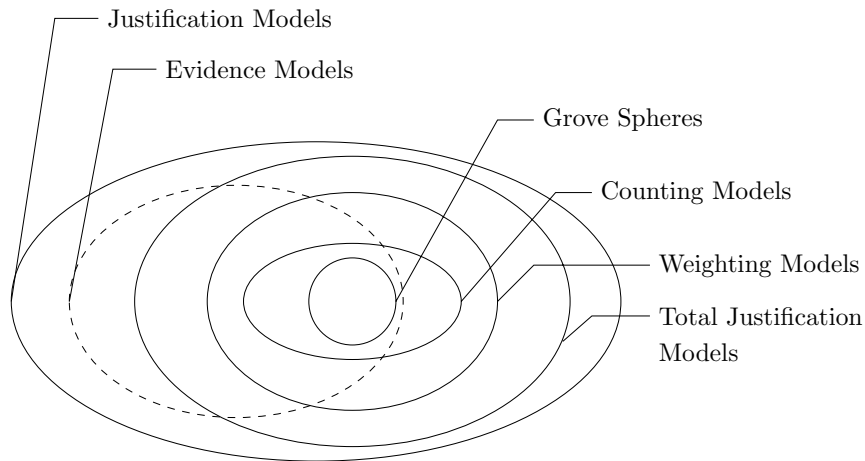 Justification Models
Evidence Models
Grove Spheres
Counting Models
Weighting Models
Total Justification
Models